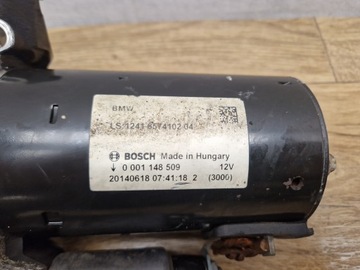 BMW
LS 1241 8574102 04
BOSCH Made in Hungary
↓ 0 001 148 509 12V
20140618 07:41:18 2 (3000)